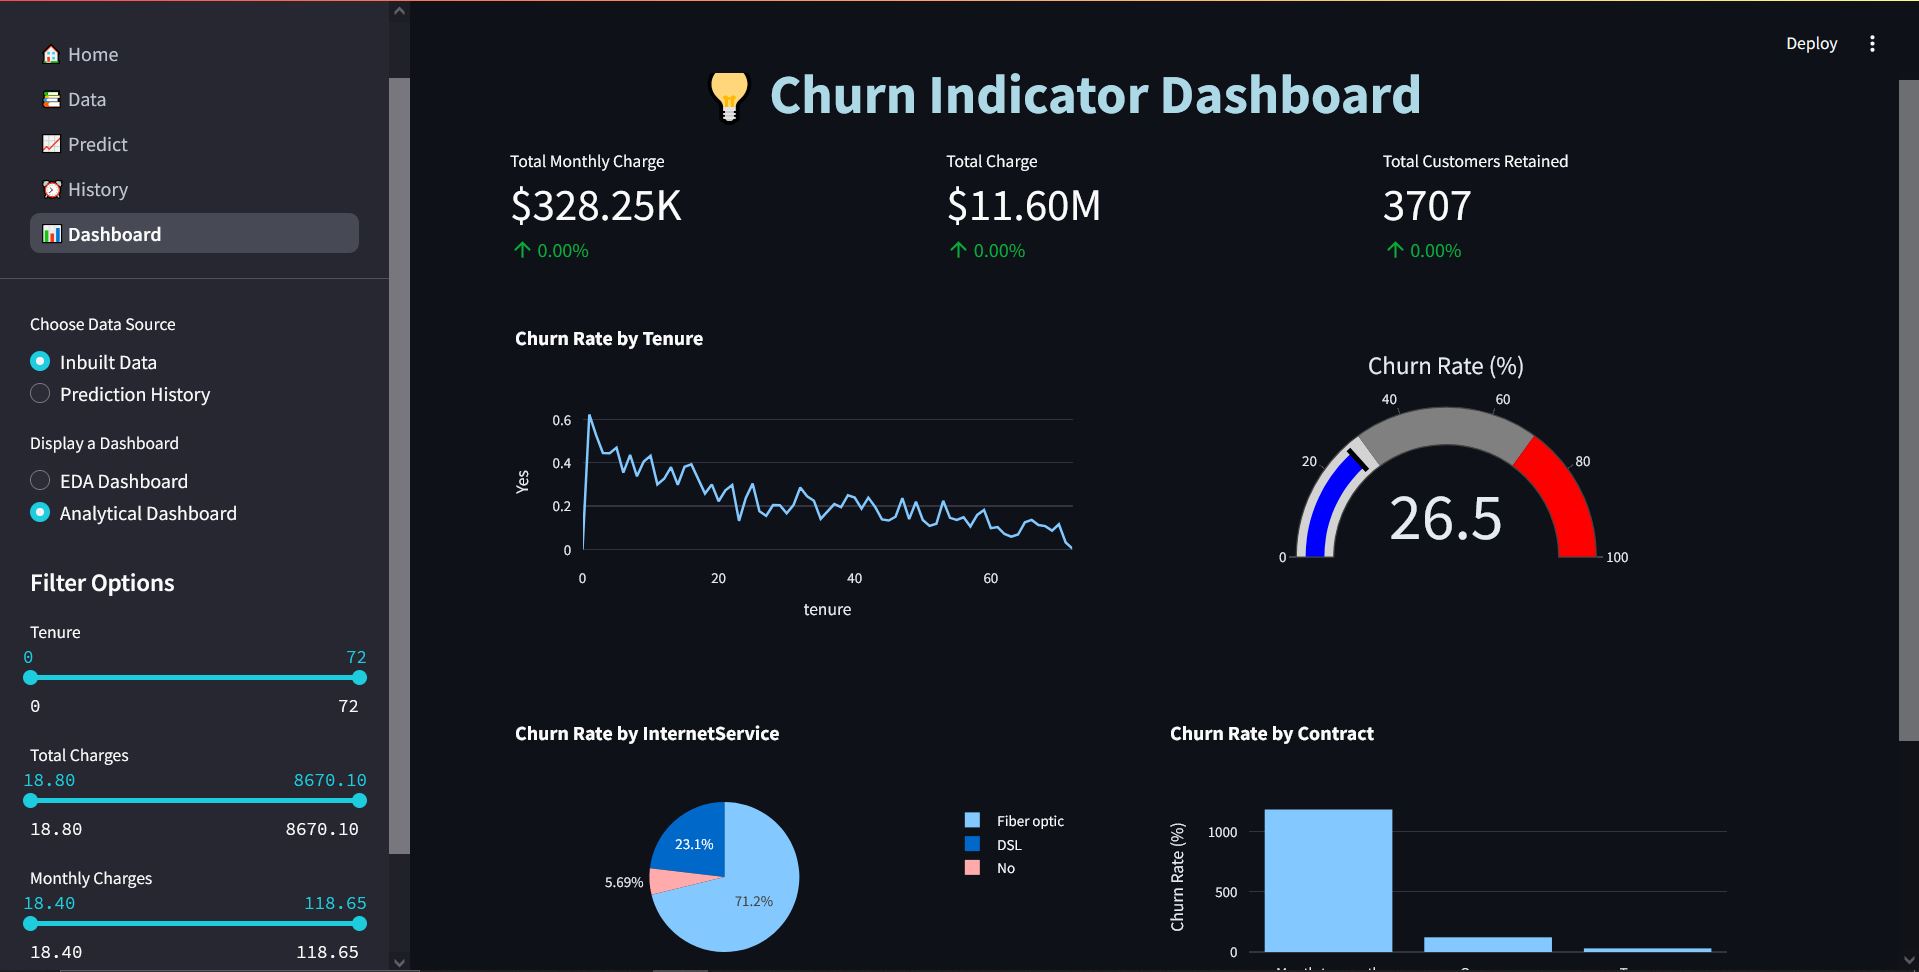 Home
Data
Predict
History
Dashboard
Choose Data Source
Inbuilt Data
Prediction History
Display a Dashboard
EDA Dashboard
Analytical Dashboard
Filter Options
Tenure
0 72
0 72
Total Charges
18.80 8670.10
18.80 8670.10
Monthly Charges
18.40 118.65
18.40 118.65
Deploy
Churn Indicator Dashboard
Total Monthly Charge
$328.25K
↑ 0.00%
Total Charge
$11.60M
↑ 0.00%
Total Customers Retained
3707
↑ 0.00%
Churn Rate by Tenure
Yes
0.6
0.4
0.2
0
0 20 40 60
tenure
Churn Rate (%)
0 20 40 60 80 100
26.5
Churn Rate by InternetService
23.1%
5.69%
71.2%
Fiber optic
DSL
No
Churn Rate by Contract
Churn Rate (%)
1000
500
0